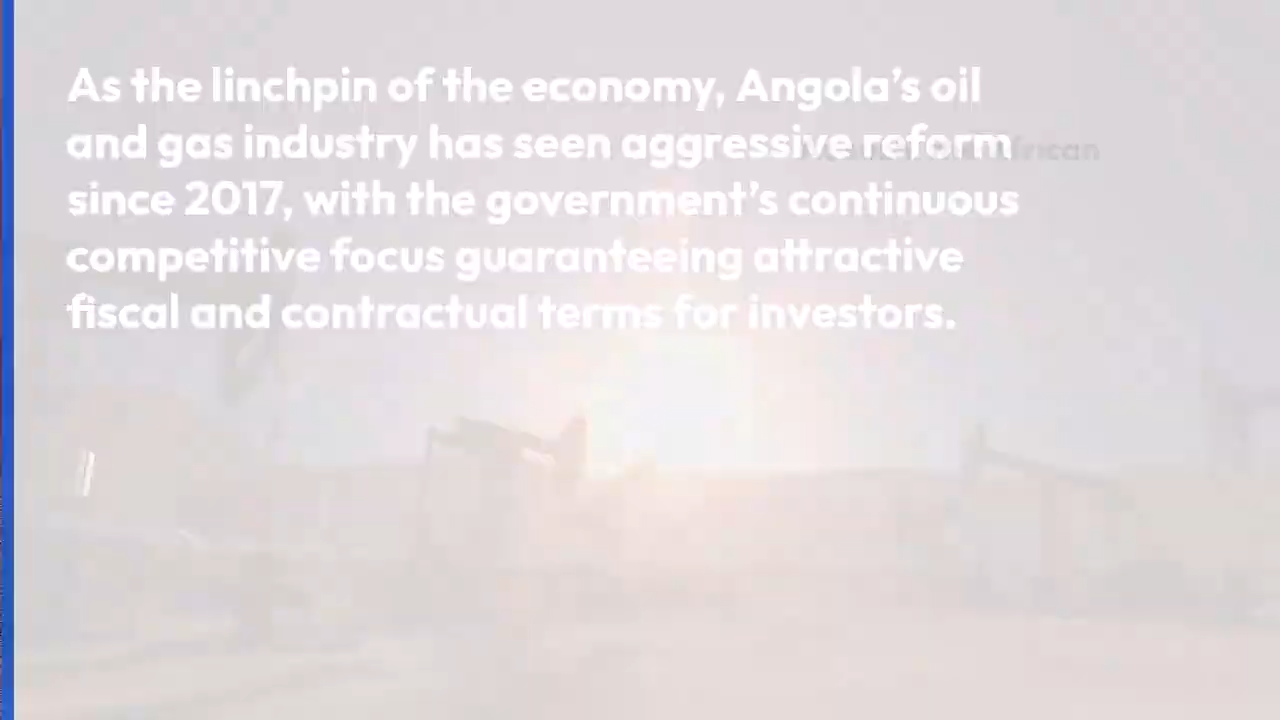 As the linchpin of the economy, Angola’s oil
and gas industry has seen aggressive reform
since 2017, with the government’s continuous
competitive focus guaranteeing attractive
fiscal and contractual terms for investors.